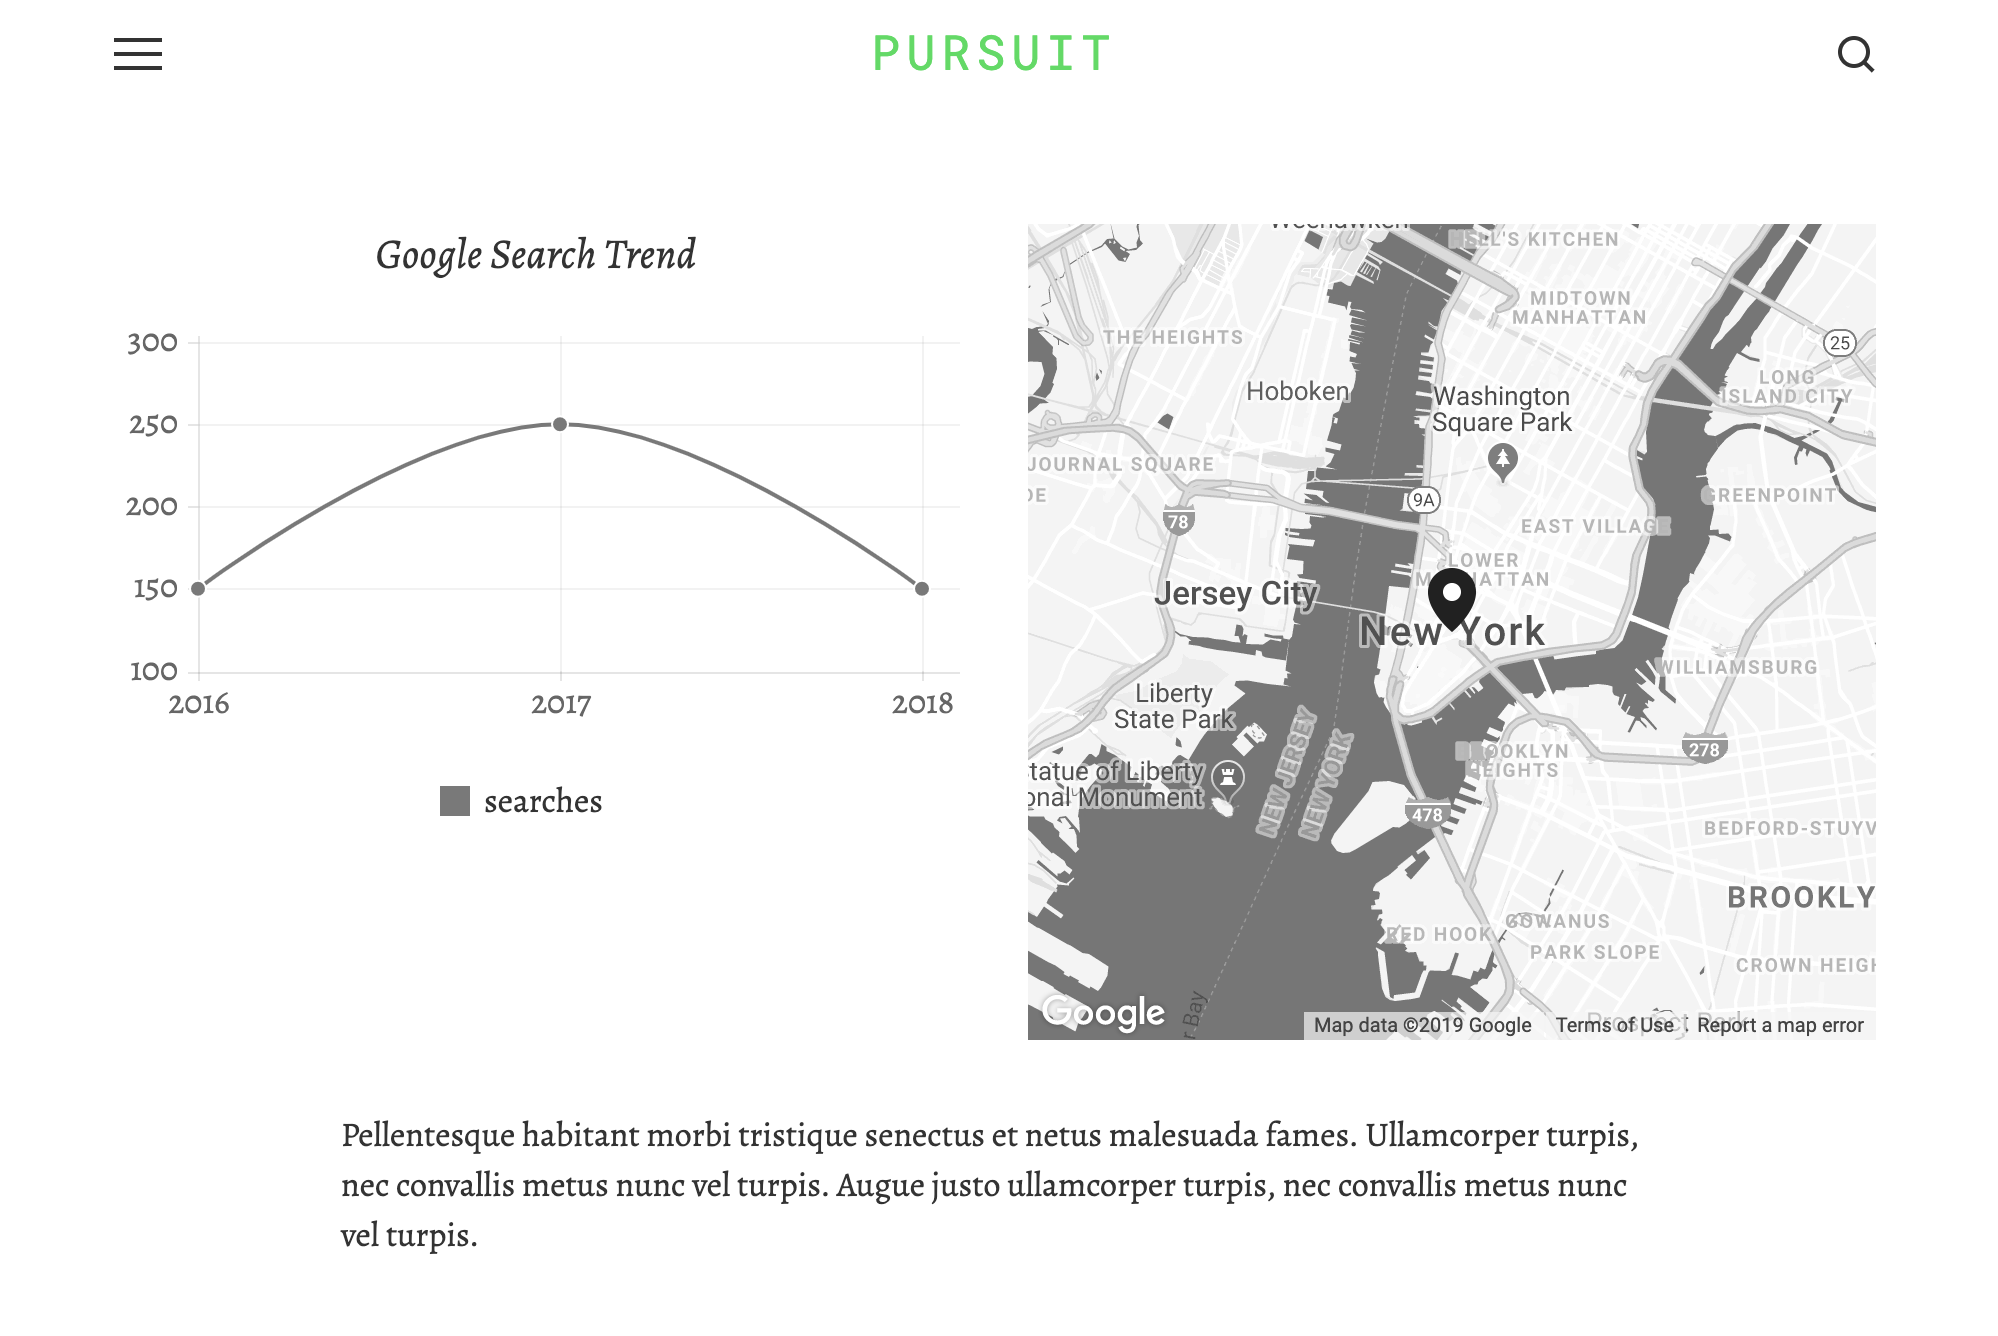 PURSUIT
Google Search Trend
300
250
200
150
100
2016 2017 2018
searches
Weehawken
HELL'S KITCHEN
MIDTOWN
MANHATTAN
THE HEIGHTS
25
LONG
ISLAND CITY
Hoboken
Washington
Square Park
JOURNAL SQUARE
DE
9A
GREENPOINT
78
EAST VILLAGE
LOWER
MANHATTAN
Jersey City
New York
WILLIAMSBURG
Liberty
State Park
NEW JERSEY
NEW YORK
278
BROOKLYN
HEIGHTS
tatue of Liberty
onal Monument
478
BEDFORD-STUYV
BROOKLY
GOWANUS
RED HOOK
PARK SLOPE
CROWN HEIGH
r Bay
Prospect Park
Google
Map data ©2019 Google Terms of Use Report a map error
Pellentesque habitant morbi tristique senectus et netus malesuada fames. Ullamcorper turpis,
nec convallis metus nunc vel turpis. Augue justo ullamcorper turpis, nec convallis metus nunc
vel turpis.